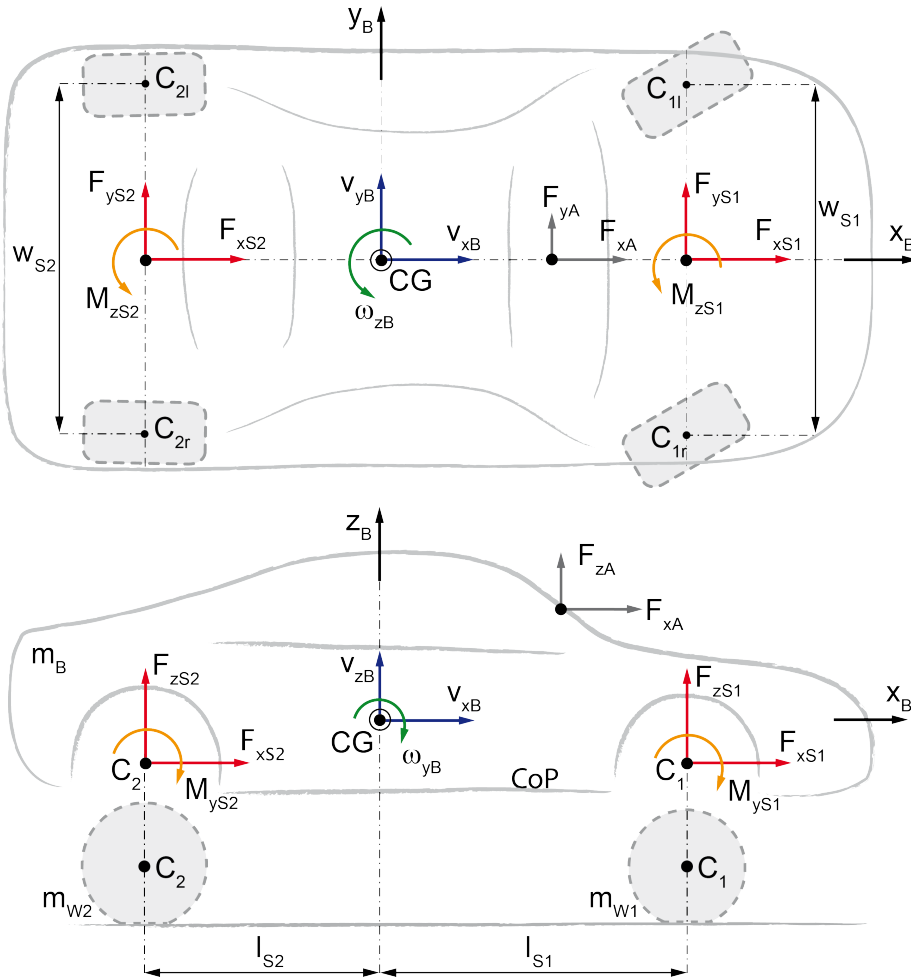 y_B
C_2l
C_1l
F_yS2
v_yB
F_yA
F_yS1
w_S1
w_S2
F_xS2
v_xB
F_xA
F_xS1
x_B
CG
M_zS2
M_zS1
ω_zB
C_2r
C_1r
z_B
F_zA
F_xA
m_B
F_zS2
v_zB
F_zS1
v_xB
x_B
F_xS2
CG
F_xS1
ω_yB
C_2
C_1
M_yS2
CoP
M_yS1
C_2
C_1
m_W2
m_W1
l_S2
l_S1